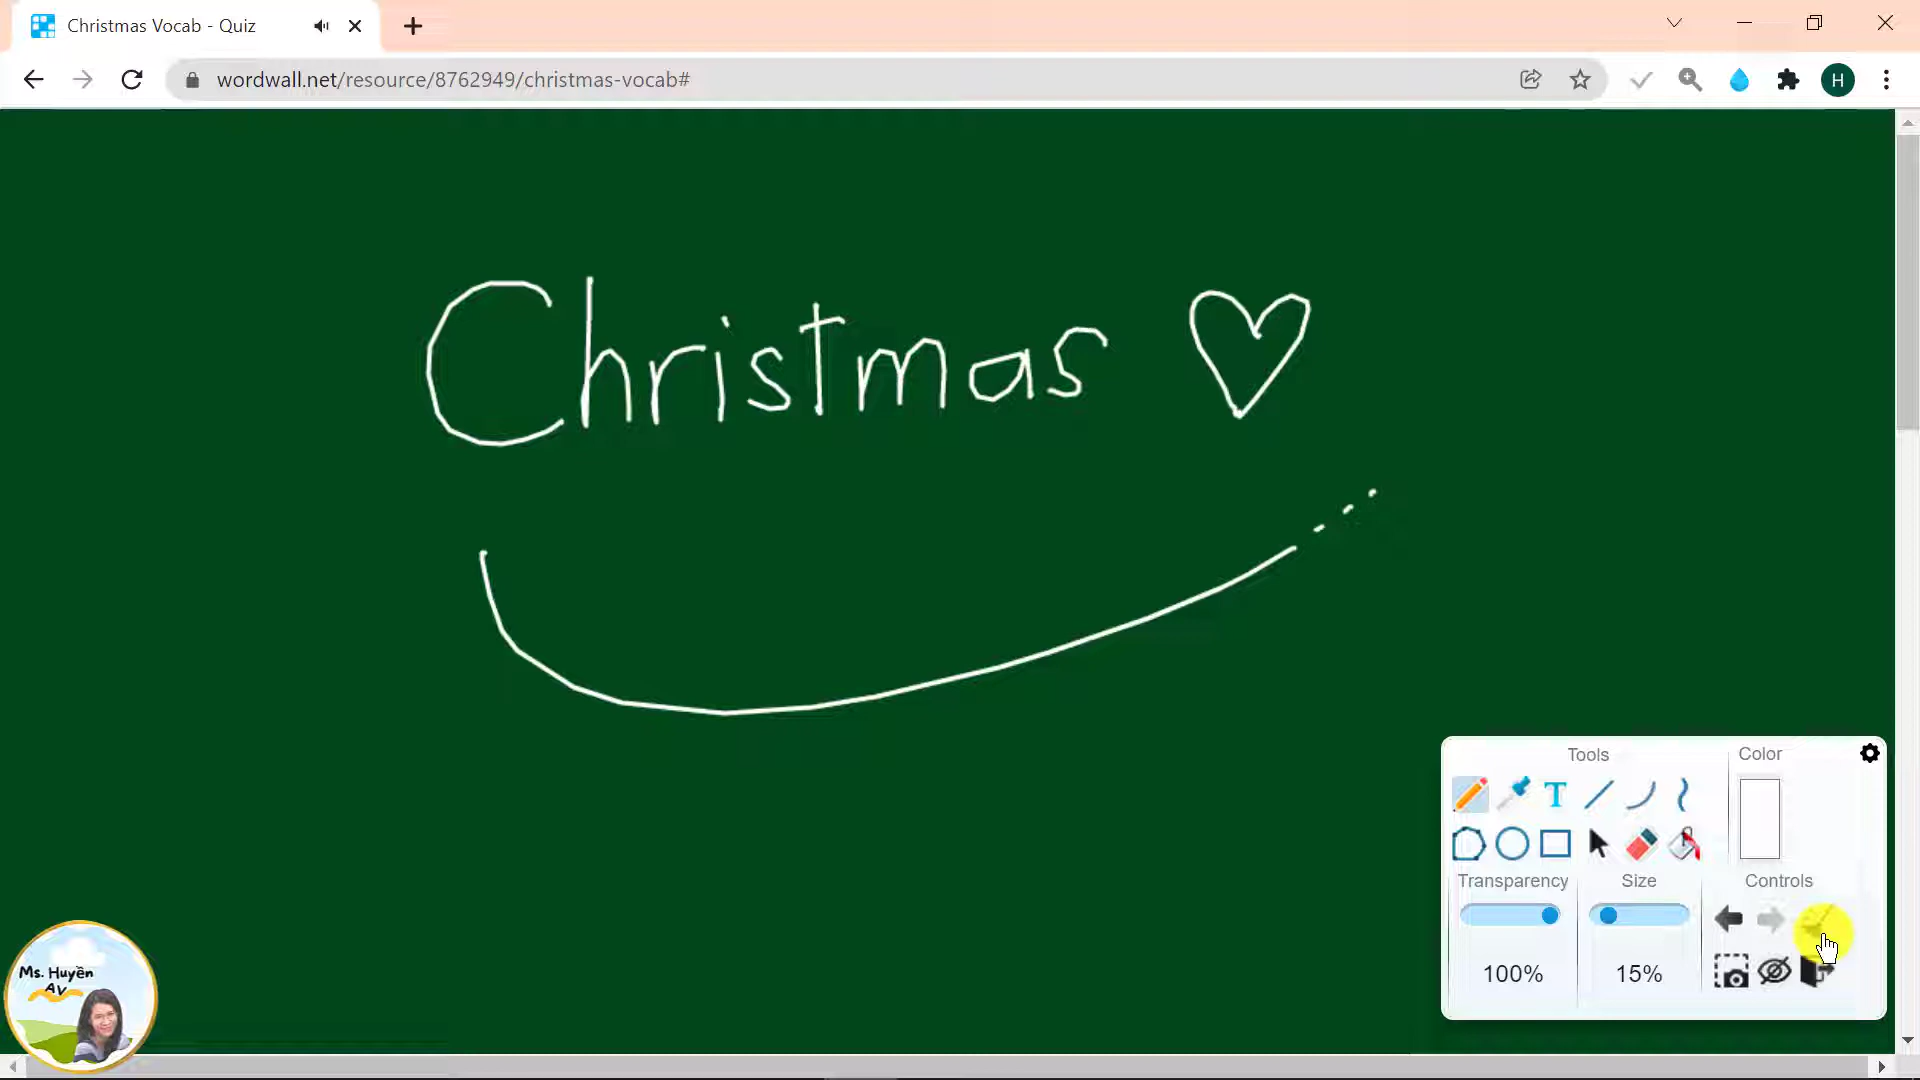 Christmas Vocab - Quiz
wordwall.net/resource/8762949/christmas-vocab#
H
Christmas
Tools
Color
T
Transparency
Size
Controls
100%
15%
Ms. Huyền
AV